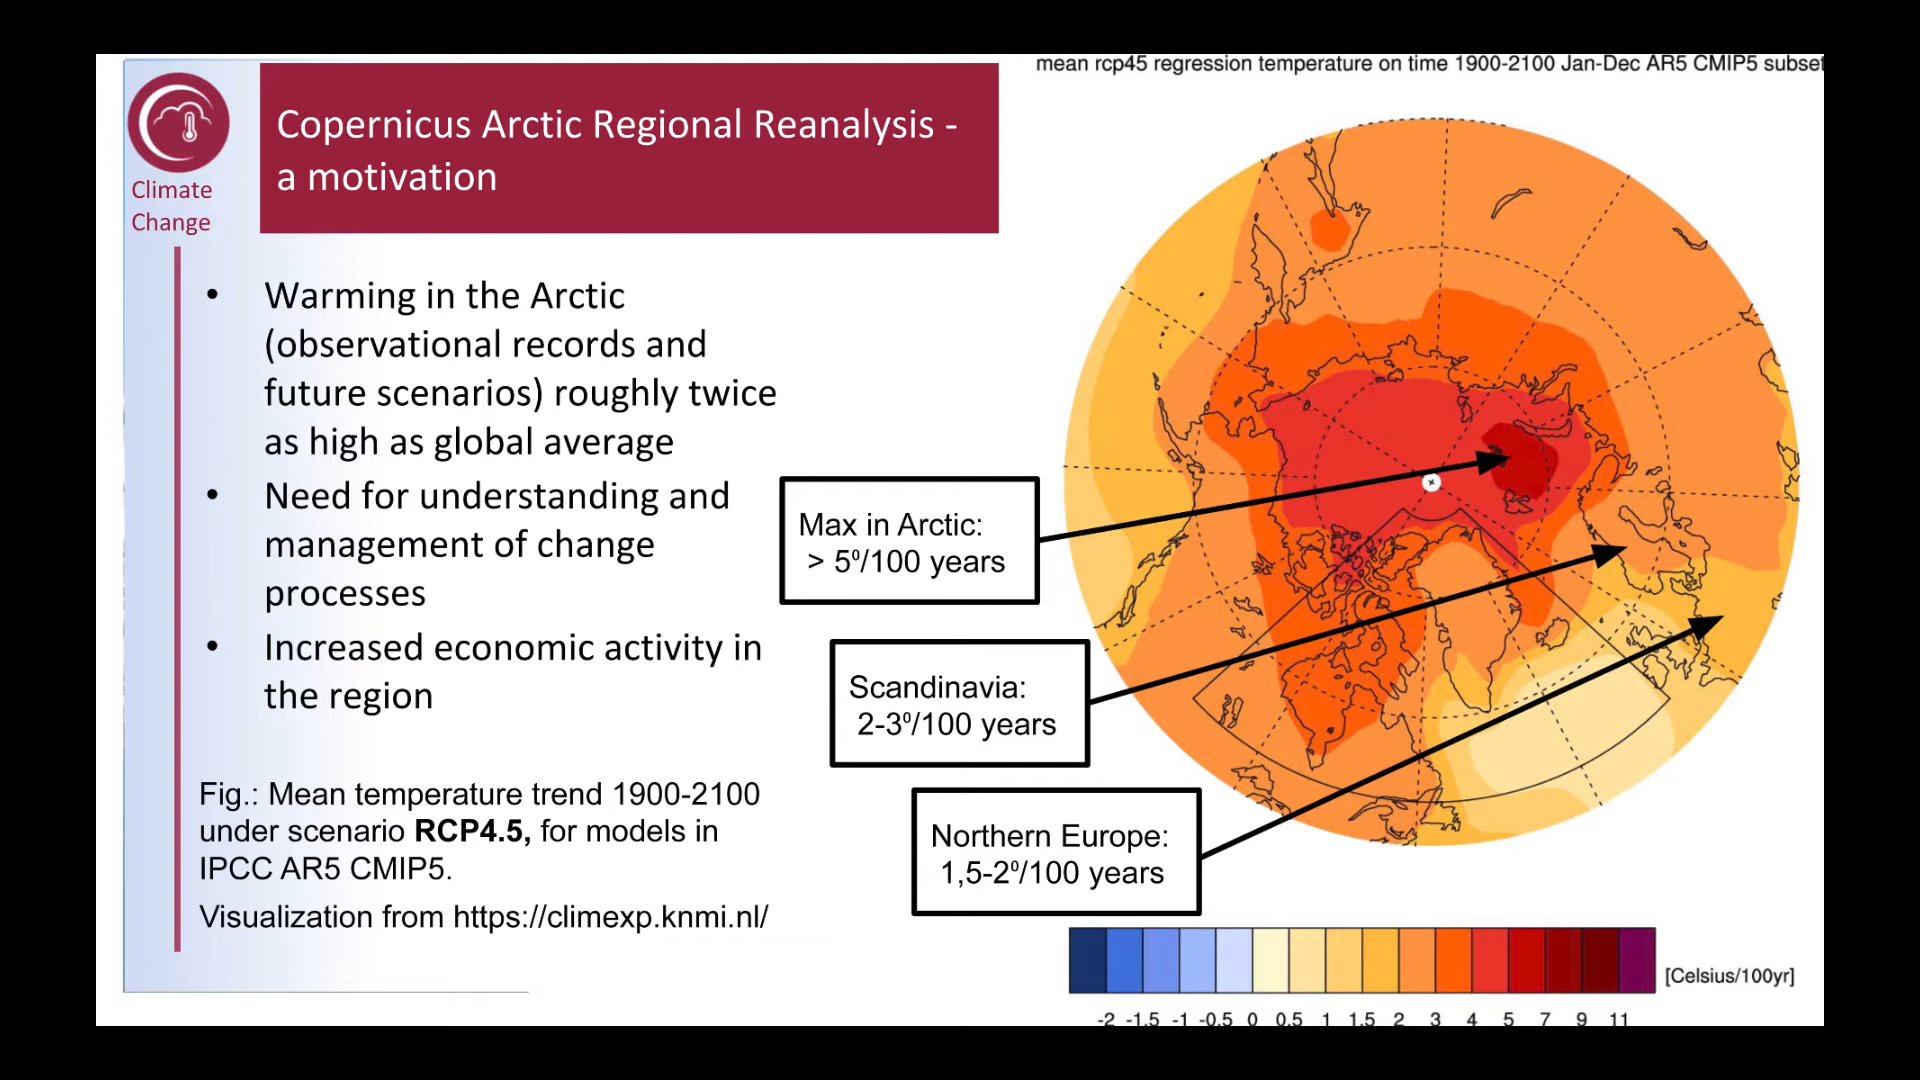 mean rcp45 regression temperature on time 1900-2100 Jan-Dec AR5 CMIP5 subset
Climate
Change
Copernicus Arctic Regional Reanalysis -
a motivation
• Warming in the Arctic
(observational records and
future scenarios) roughly twice
as high as global average
• Need for understanding and
management of change
processes
• Increased economic activity in
the region
Fig.: Mean temperature trend 1900-2100
under scenario RCP4.5, for models in
IPCC AR5 CMIP5.
Visualization from https://climexp.knmi.nl/
Max in Arctic:
> 5⁰/100 years
Scandinavia:
2-3⁰/100 years
Northern Europe:
1,5-2⁰/100 years
[Celsius/100yr]
-2 -1.5 -1 -0.5 0 0.5 1 1.5 2 3 4 5 7 9 11